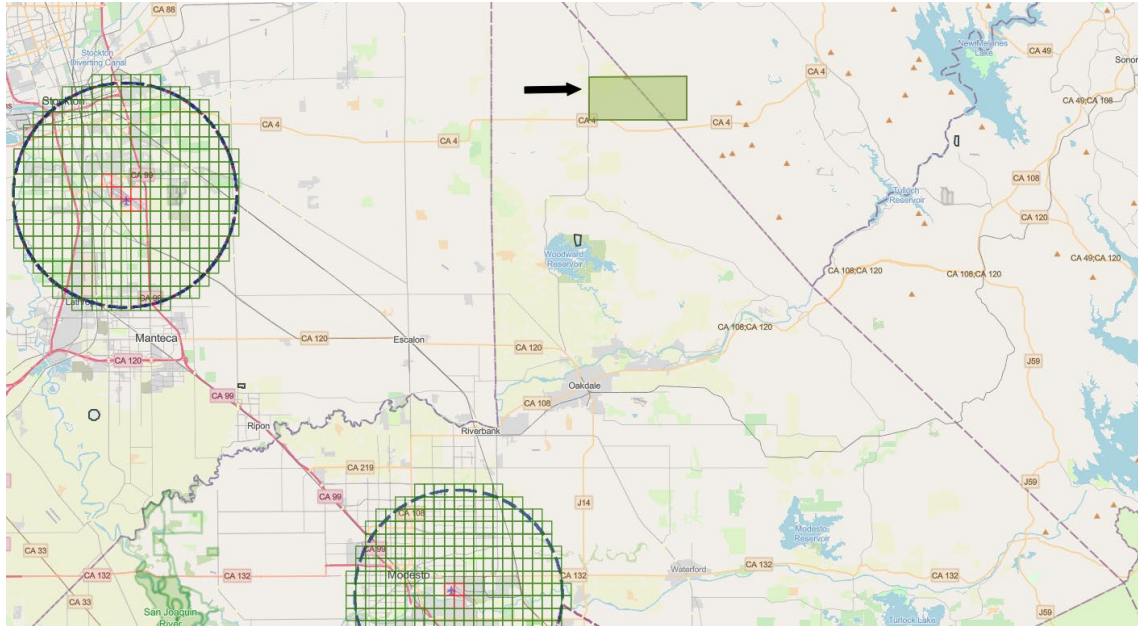 CA 88
Stockton
Diverting Canal
CA 4
New Melones
Lake
CA 49
Sonor
Stockton
CA 4
CA 4
CA 4
CA 4
CA 49;CA 108
CA 99
CA 108
Tulloch
Reservoir
CA 120
Woodward
Reservoir
CA 49;CA 120
CA 108;CA 120
CA 108;CA 120
CA 99
Lathrop
Manteca
CA 120
Escalon
CA 120
CA 108;CA 120
CA 120
J59
Oakdale
CA 99
CA 108
Ripon
Riverbank
CA 219
CA 99
J14
J59
CA 108
Modesto
Reservoir
CA 33
CA 99
CA 132
CA 132
Modesto
CA 132
Waterford
CA 132
CA 132
CA 33
San Joaquin
River
Turlock Lake
J59